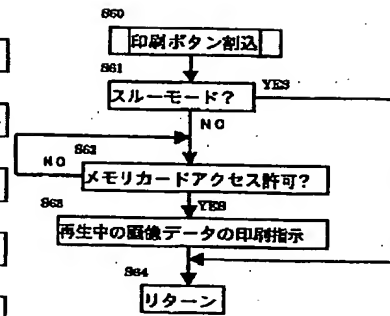 S60
印刷ボタン割込
S61
スルーモード?
YES
NO
S62
NO
メモリカードアクセス許可?
YES
S63
再生中の画像データの印刷指示
S64
リターン